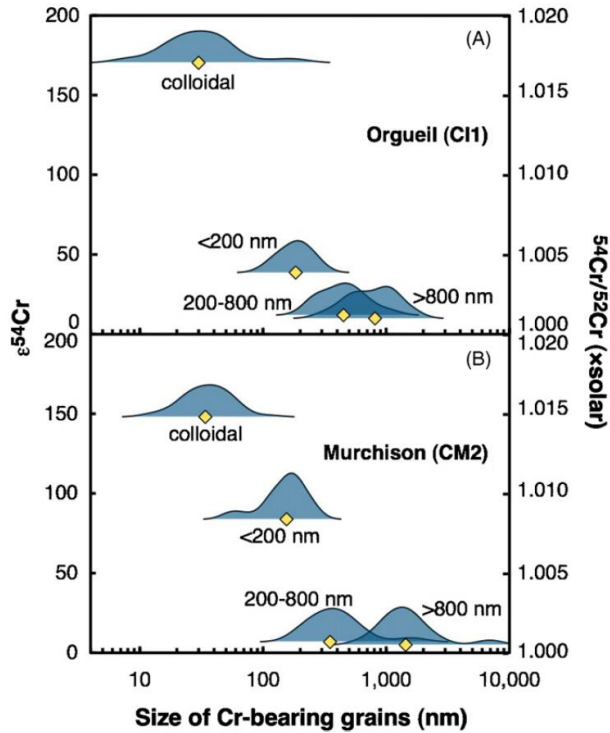 200
1.020
(A)
colloidal
150
1.015
Orgueil (CI1)
100
1.010
<200 nm
50
1.005
200-800 nm
>800 nm
0
1.000
ε54Cr
54Cr/52Cr (×solar)
200
1.020
(B)
150
1.015
colloidal
Murchison (CM2)
100
1.010
<200 nm
50
1.005
200-800 nm
>800 nm
0
1.000
10
100
1,000
10,000
Size of Cr-bearing grains (nm)